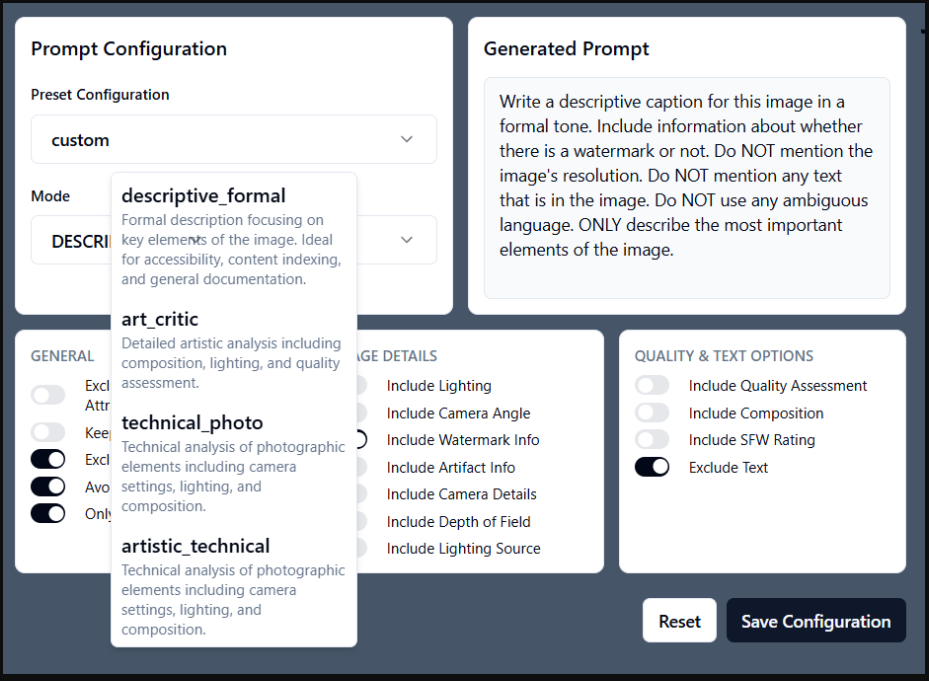 Prompt Configuration
Preset Configuration
custom
Mode
DESCRI
descriptive_formal
Formal description focusing on
key elements of the image. Ideal
for accessibility, content indexing,
and general documentation.
art_critic
Detailed artistic analysis including
composition, lighting, and quality
assessment.
technical_photo
Technical analysis of photographic
elements including camera
settings, lighting, and
composition.
artistic_technical
Technical analysis of photographic
elements including camera
settings, lighting, and
composition.
Generated Prompt
Write a descriptive caption for this image in a
formal tone. Include information about whether
there is a watermark or not. Do NOT mention the
image's resolution. Do NOT mention any text
that is in the image. Do NOT use any ambiguous
language. ONLY describe the most important
elements of the image.
GENERAL
Excl
Attr
Keep
Excl
Avo
Only
AGE DETAILS
Include Lighting
Include Camera Angle
Include Watermark Info
Include Artifact Info
Include Camera Details
Include Depth of Field
Include Lighting Source
QUALITY & TEXT OPTIONS
Include Quality Assessment
Include Composition
Include SFW Rating
Exclude Text
Reset
Save Configuration